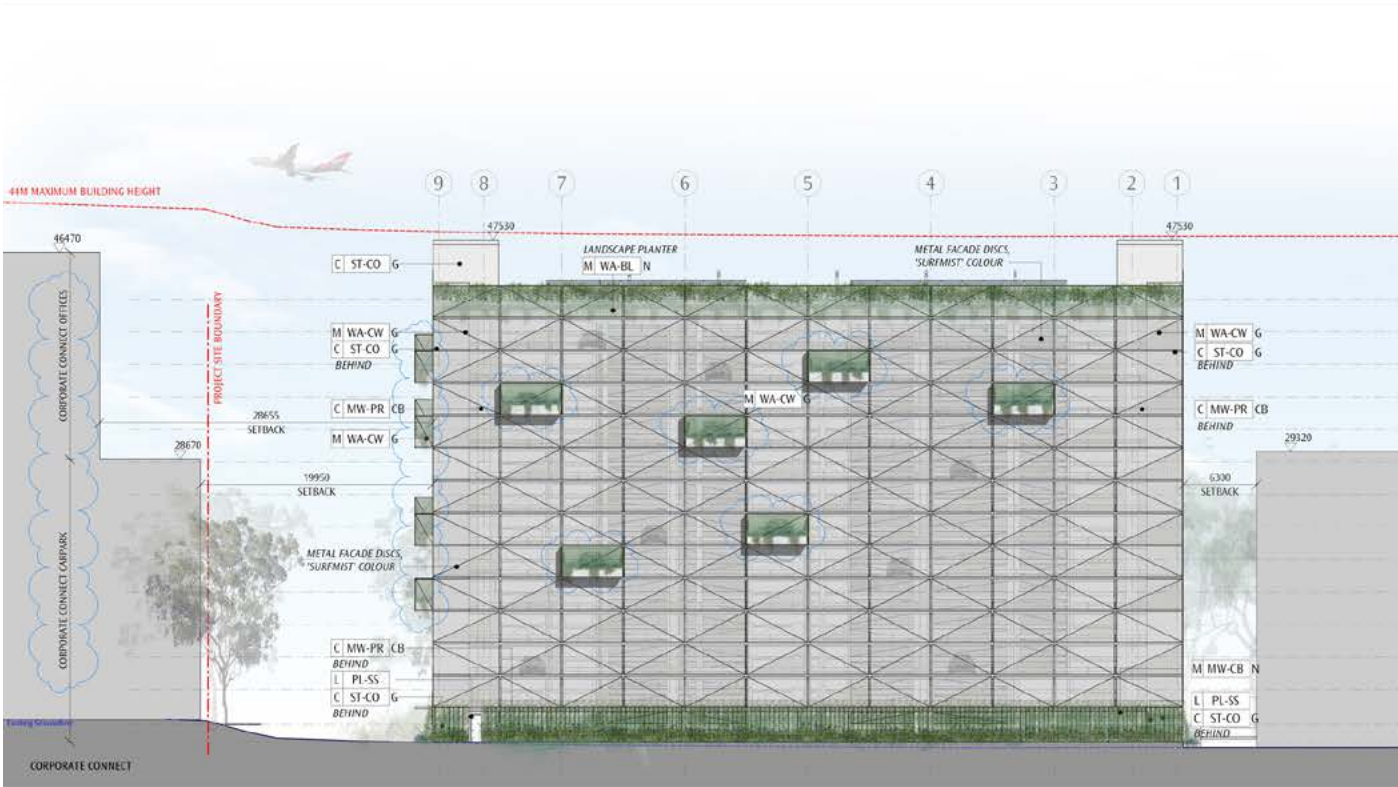 44M MAXIMUM BUILDING HEIGHT
9 8 7 6 5 4 3 2 1
46470
47530
47530
C ST-CO G
LANDSCAPE PLANTER
M WA-BL N
METAL FACADE DISCS,
'SURFMIST' COLOUR
PROJECT SITE BOUNDARY
CORPORATE CONNECT OFFICES
M WA-CW G
C ST-CO G
BEHIND
M WA-CW G
C ST-CO G
BEHIND
M WA-CW G
C MW-PR CB
C MW-PR CB
BEHIND
28655
SETBACK
M WA-CW G
28670
29320
19950
SETBACK
6300
SETBACK
METAL FACADE DISCS,
'SURFMIST' COLOUR
CORPORATE CONNECT CARPARK
C MW-PR CB
BEHIND
L PL-SS
C ST-CO G
BEHIND
M MW-CB N
L PL-SS
C ST-CO G
BEHIND
Existing Groundline
CORPORATE CONNECT